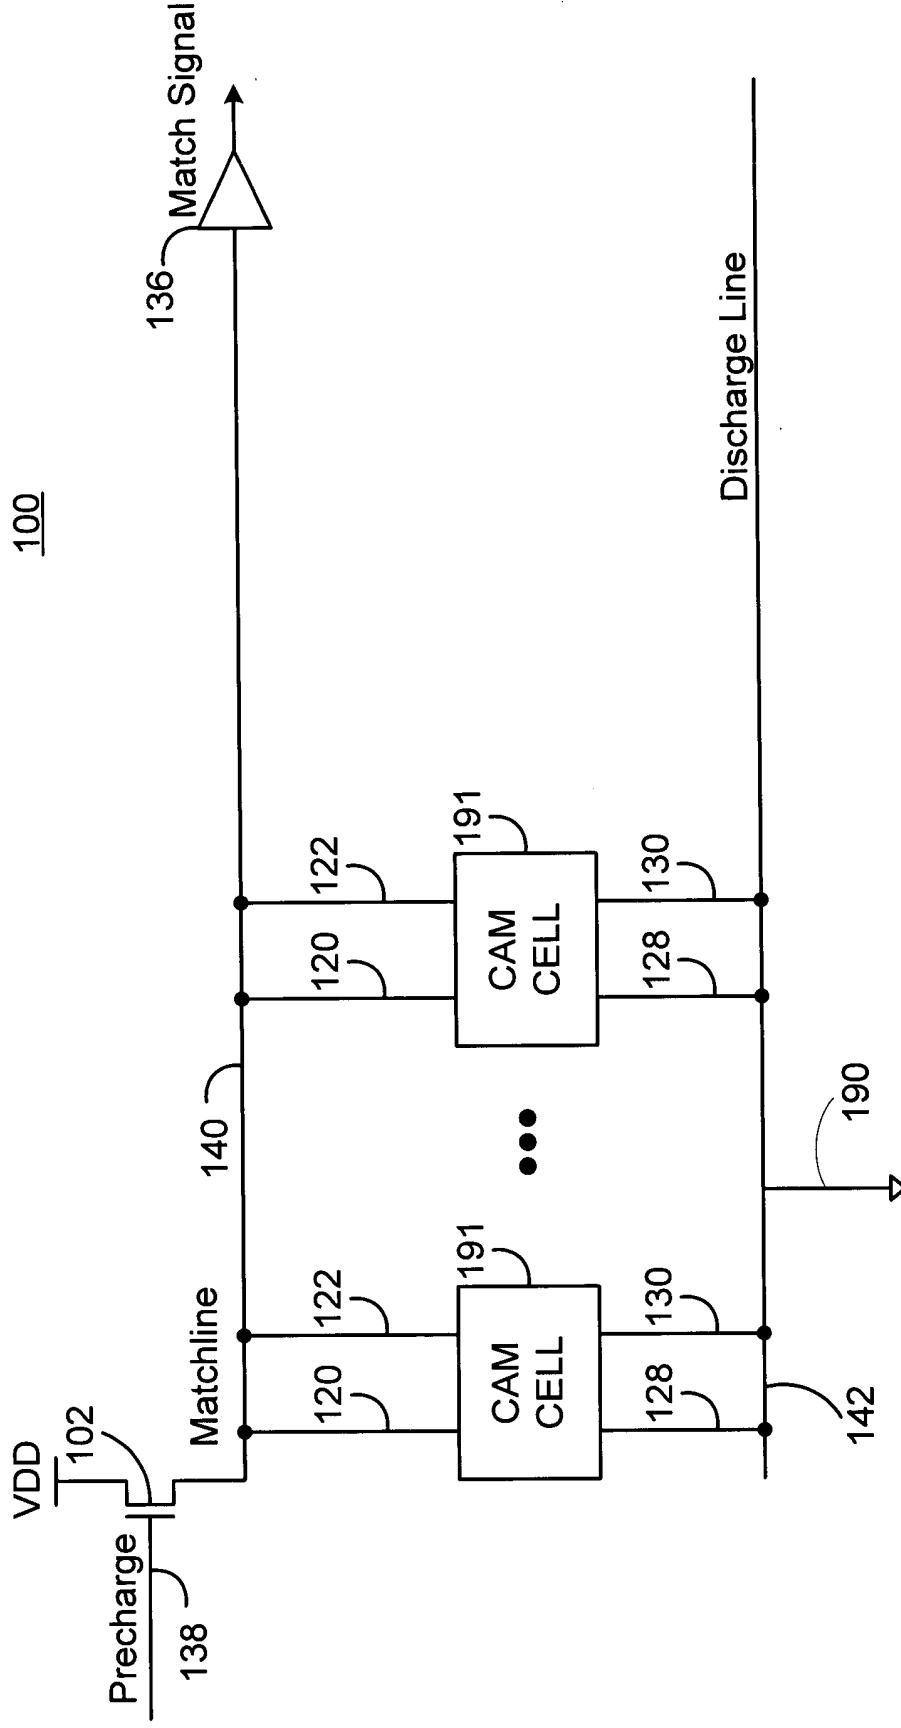 100
VDD
102
Precharge
138
Matchline
140
136
Match Signal
120
122
120
122
CAM
CELL
191
CAM
CELL
191
128
130
128
130
142
190
Discharge Line